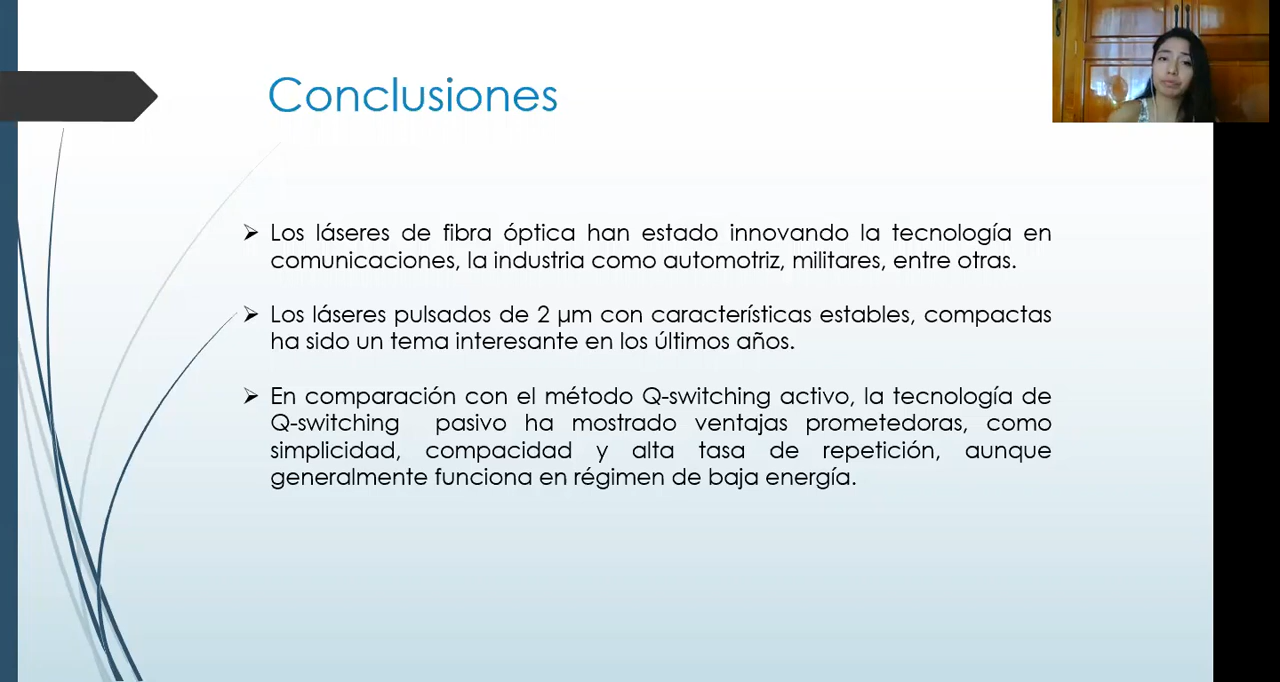 Conclusiones
➢ Los láseres de fibra óptica han estado innovando la tecnología en
comunicaciones, la industria como automotriz, militares, entre otras.
➢ Los láseres pulsados de 2 µm con características estables, compactas
ha sido un tema interesante en los últimos años.
➢ En comparación con el método Q-switching activo, la tecnología de
Q-switching pasivo ha mostrado ventajas prometedoras, como
simplicidad, compacidad y alta tasa de repetición, aunque
generalmente funciona en régimen de baja energía.